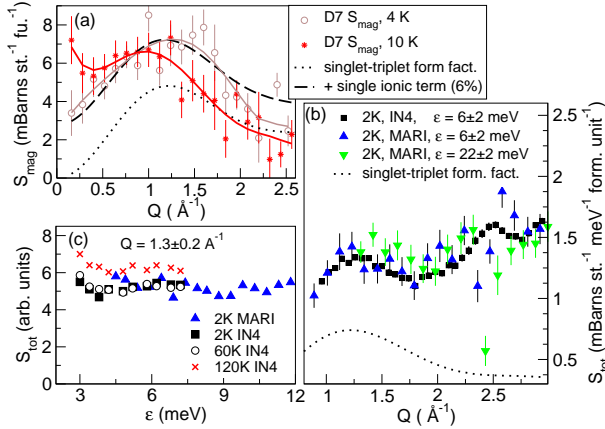 (a)
D7 S_mag, 4 K
D7 S_mag, 10 K
singlet-triplet form fact.
+ single ionic term (6%)
S_mag (mBarns st.⁻¹ fu.⁻¹)
8
6
4
2
0
0 0.5 1 1.5 2 2.5
Q (Å⁻¹)
(b)
2K, IN4, ε = 6±2 meV
2K, MARI, ε = 6±2 meV
2K, MARI, ε = 22±2 meV
singlet-triplet form. fact.
2.5
2
1.5
1
0.5
S_tot (mBarns st.⁻¹ meV⁻¹ form. unit⁻¹)
1 1.5 2 2.5
Q (Å⁻¹)
(c)
Q = 1.3±0.2 A⁻¹
2K MARI
2K IN4
60K IN4
120K IN4
S_tot (arb. units)
8
6
4
2
0
3 6 9 12
ε (meV)